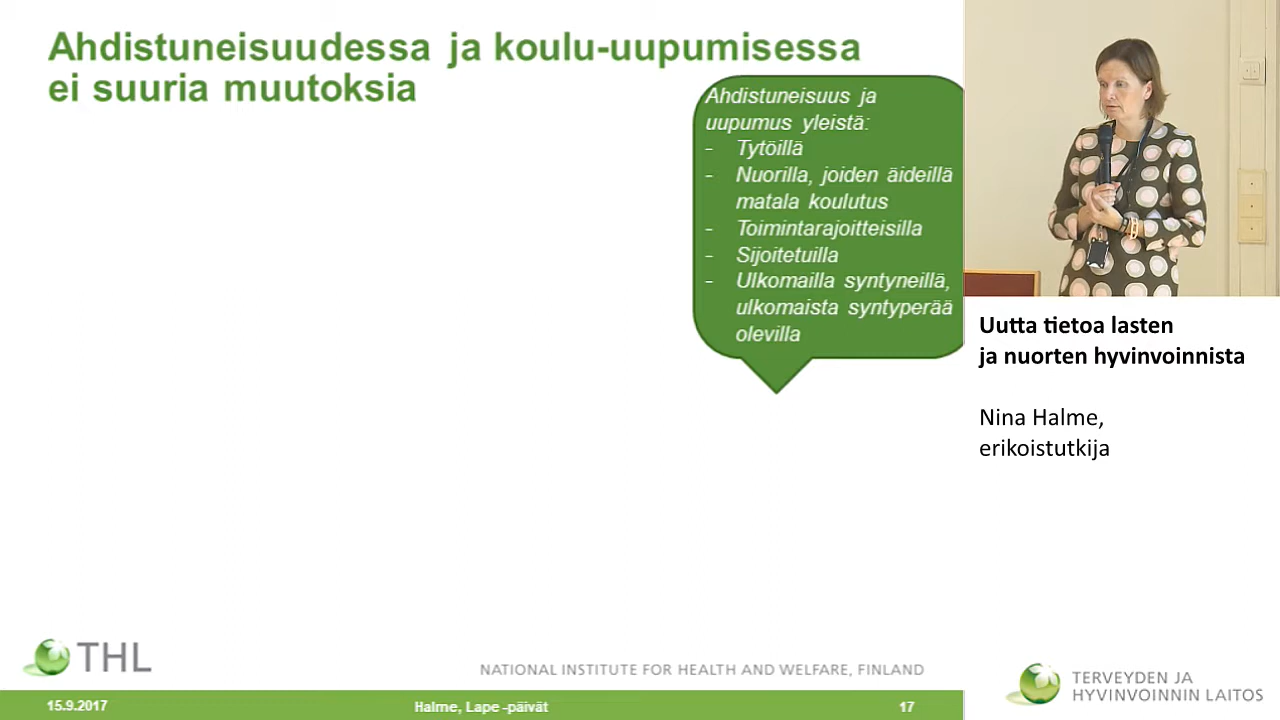 Ahdistuneisuudessa ja koulu-uupumisessa
ei suuria muutoksia
Ahdistuneisuus ja
uupumus yleistä:
- Tytöillä
- Nuorilla, joiden äideillä
matala koulutus
- Toimintarajoitteisilla
- Sijoitetuilla
- Ulkomailla syntyneillä,
ulkomaista syntyperää
olevilla
Uutta tietoa lasten
ja nuorten hyvinvoinnista
Nina Halme,
erikoistutkija
THL
NATIONAL INSTITUTE FOR HEALTH AND WELFARE, FINLAND
TERVEYDEN JA
HYVINVOINNIN LAITOS
15.9.2017
Halme, Lape -päivät
17